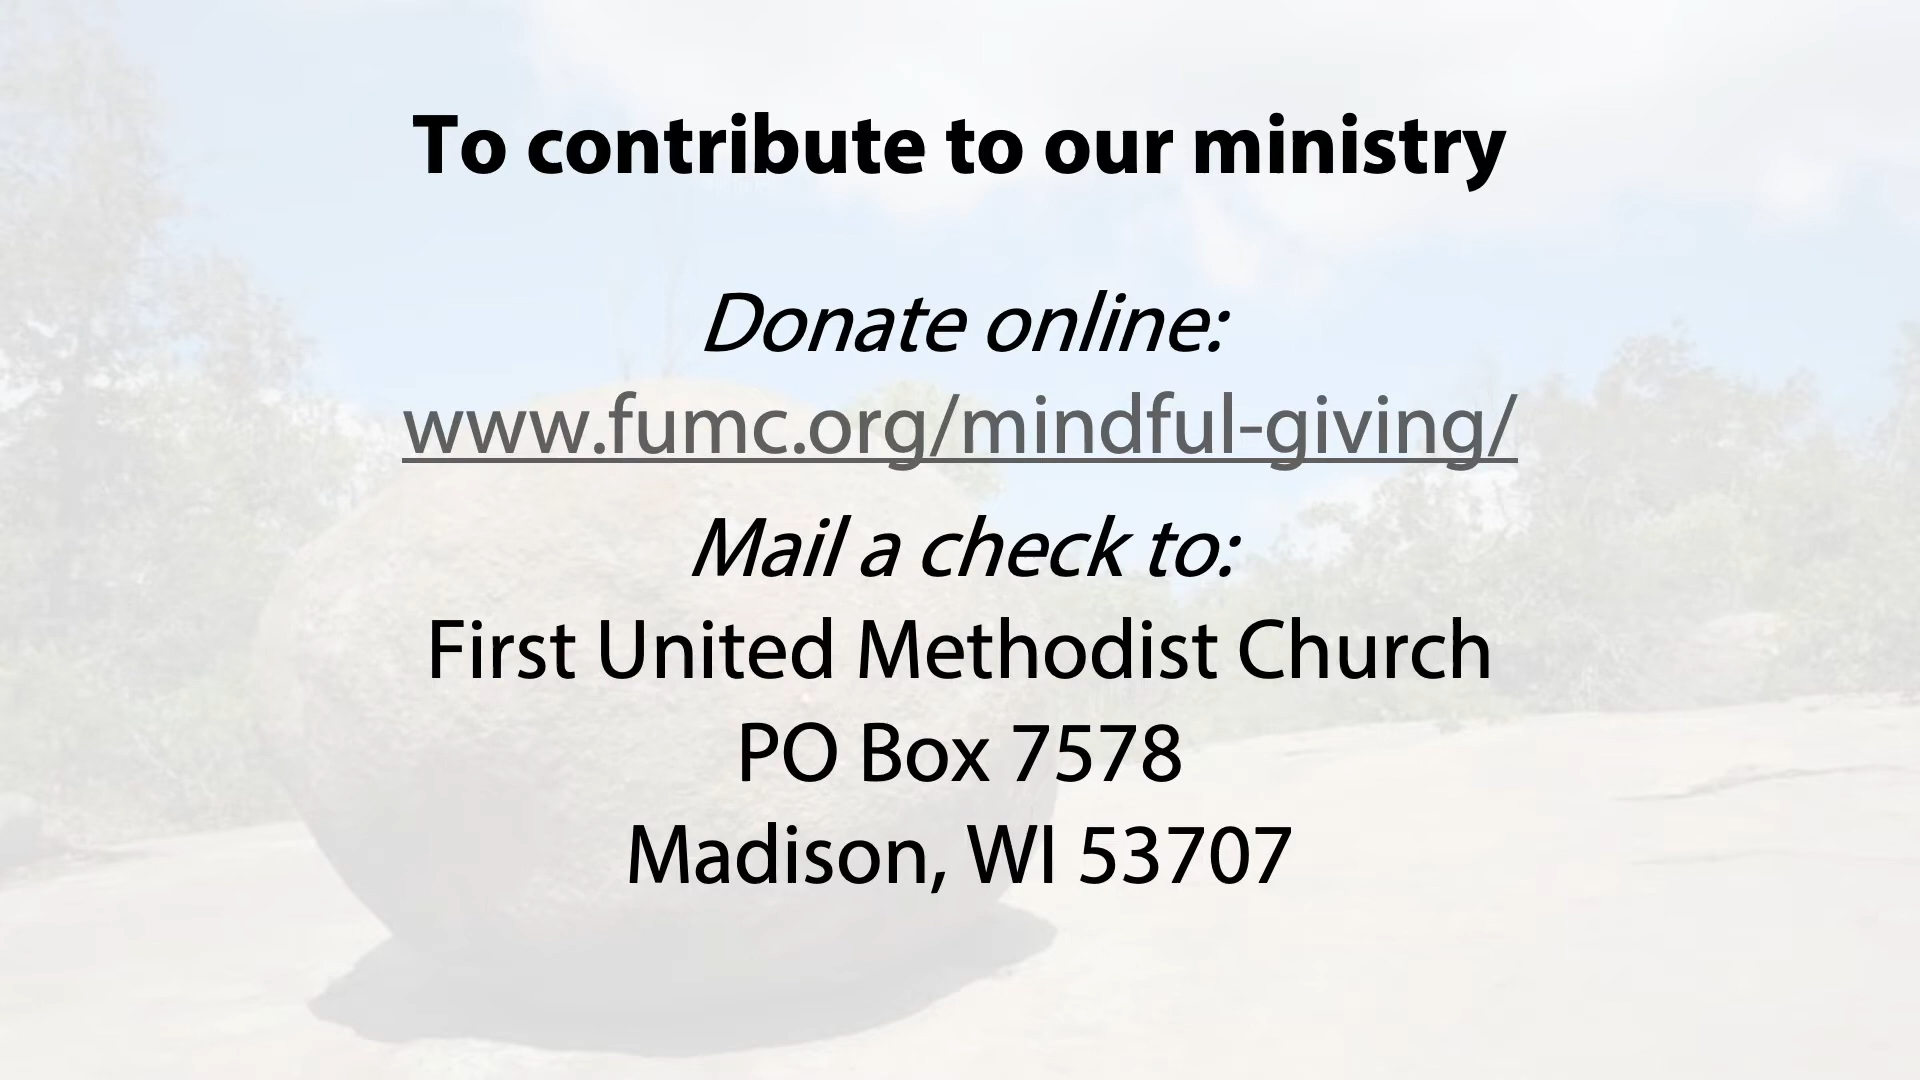 To contribute to our ministry
Donate online:
www.fumc.org/mindful-giving/
Mail a check to:
First United Methodist Church
PO Box 7578
Madison, WI 53707